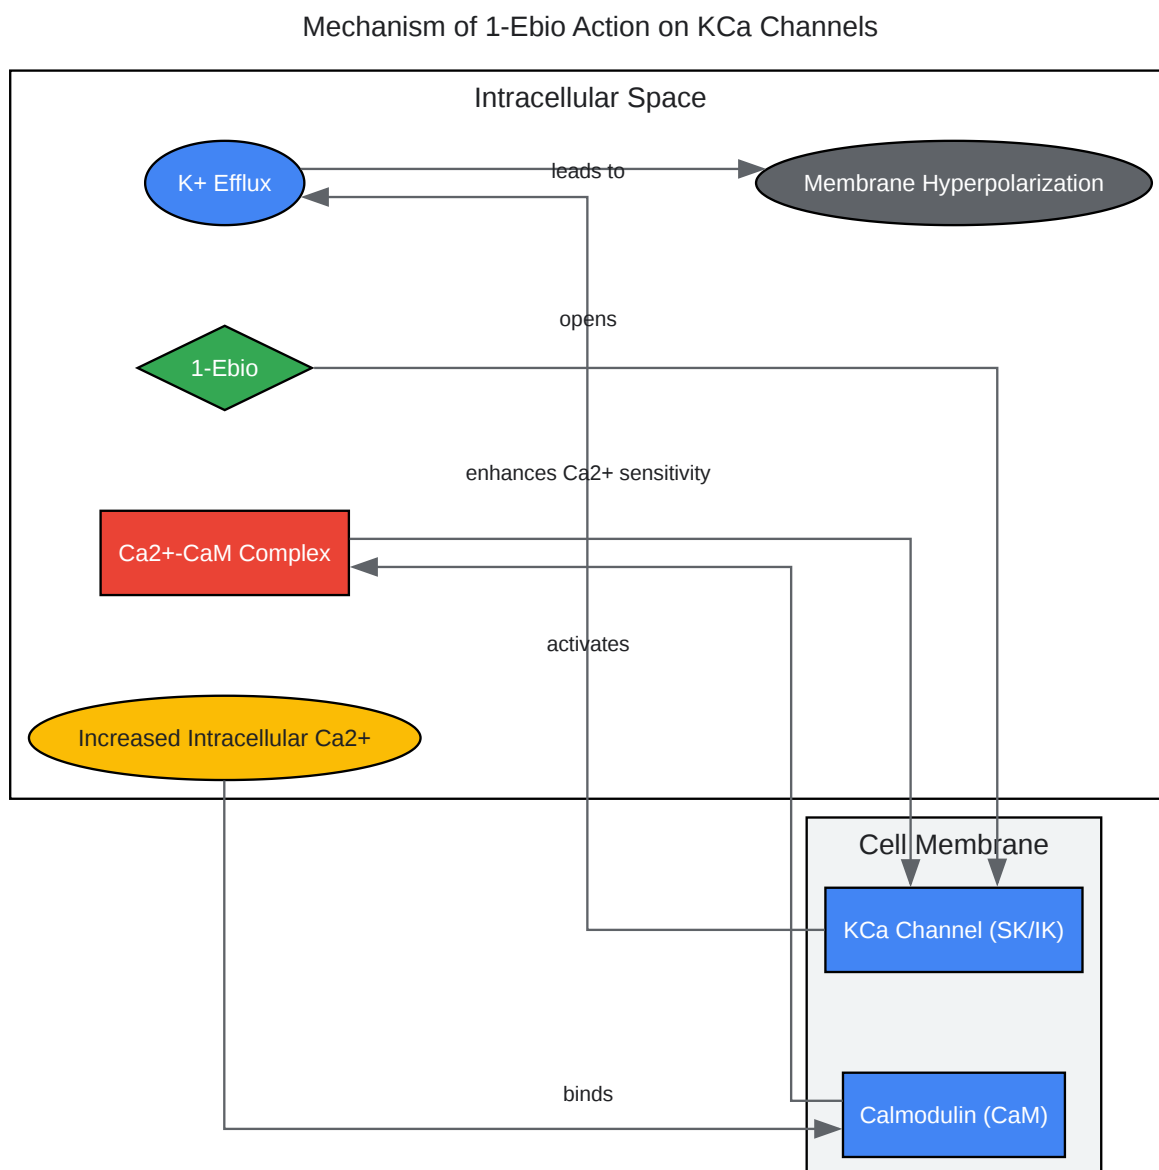 Mechanism of 1-Ebio Action on KCa Channels
Intracellular Space
K+ Efflux
leads to
Membrane Hyperpolarization
opens
1-Ebio
enhances Ca2+ sensitivity
Ca2+-CaM Complex
activates
Increased Intracellular Ca2+
Cell Membrane
KCa Channel (SK/IK)
binds
Calmodulin (CaM)